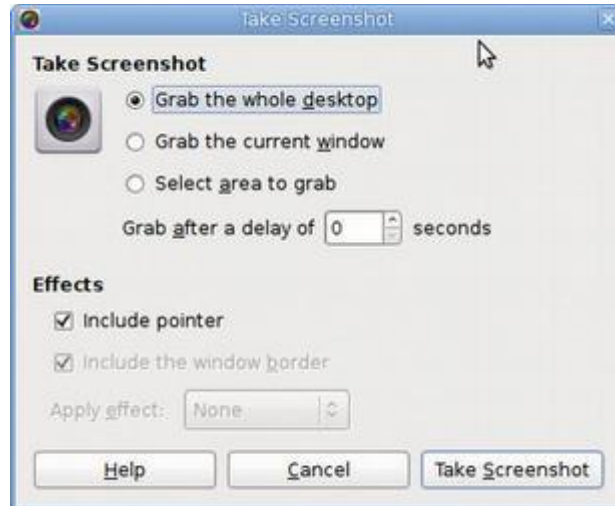 Take Screenshot
Take Screenshot
Grab the whole desktop
Grab the current window
Select area to grab
Grab after a delay of 0 seconds
Effects
Include pointer
Include the window border
Apply effect: None
Help Cancel Take Screenshot